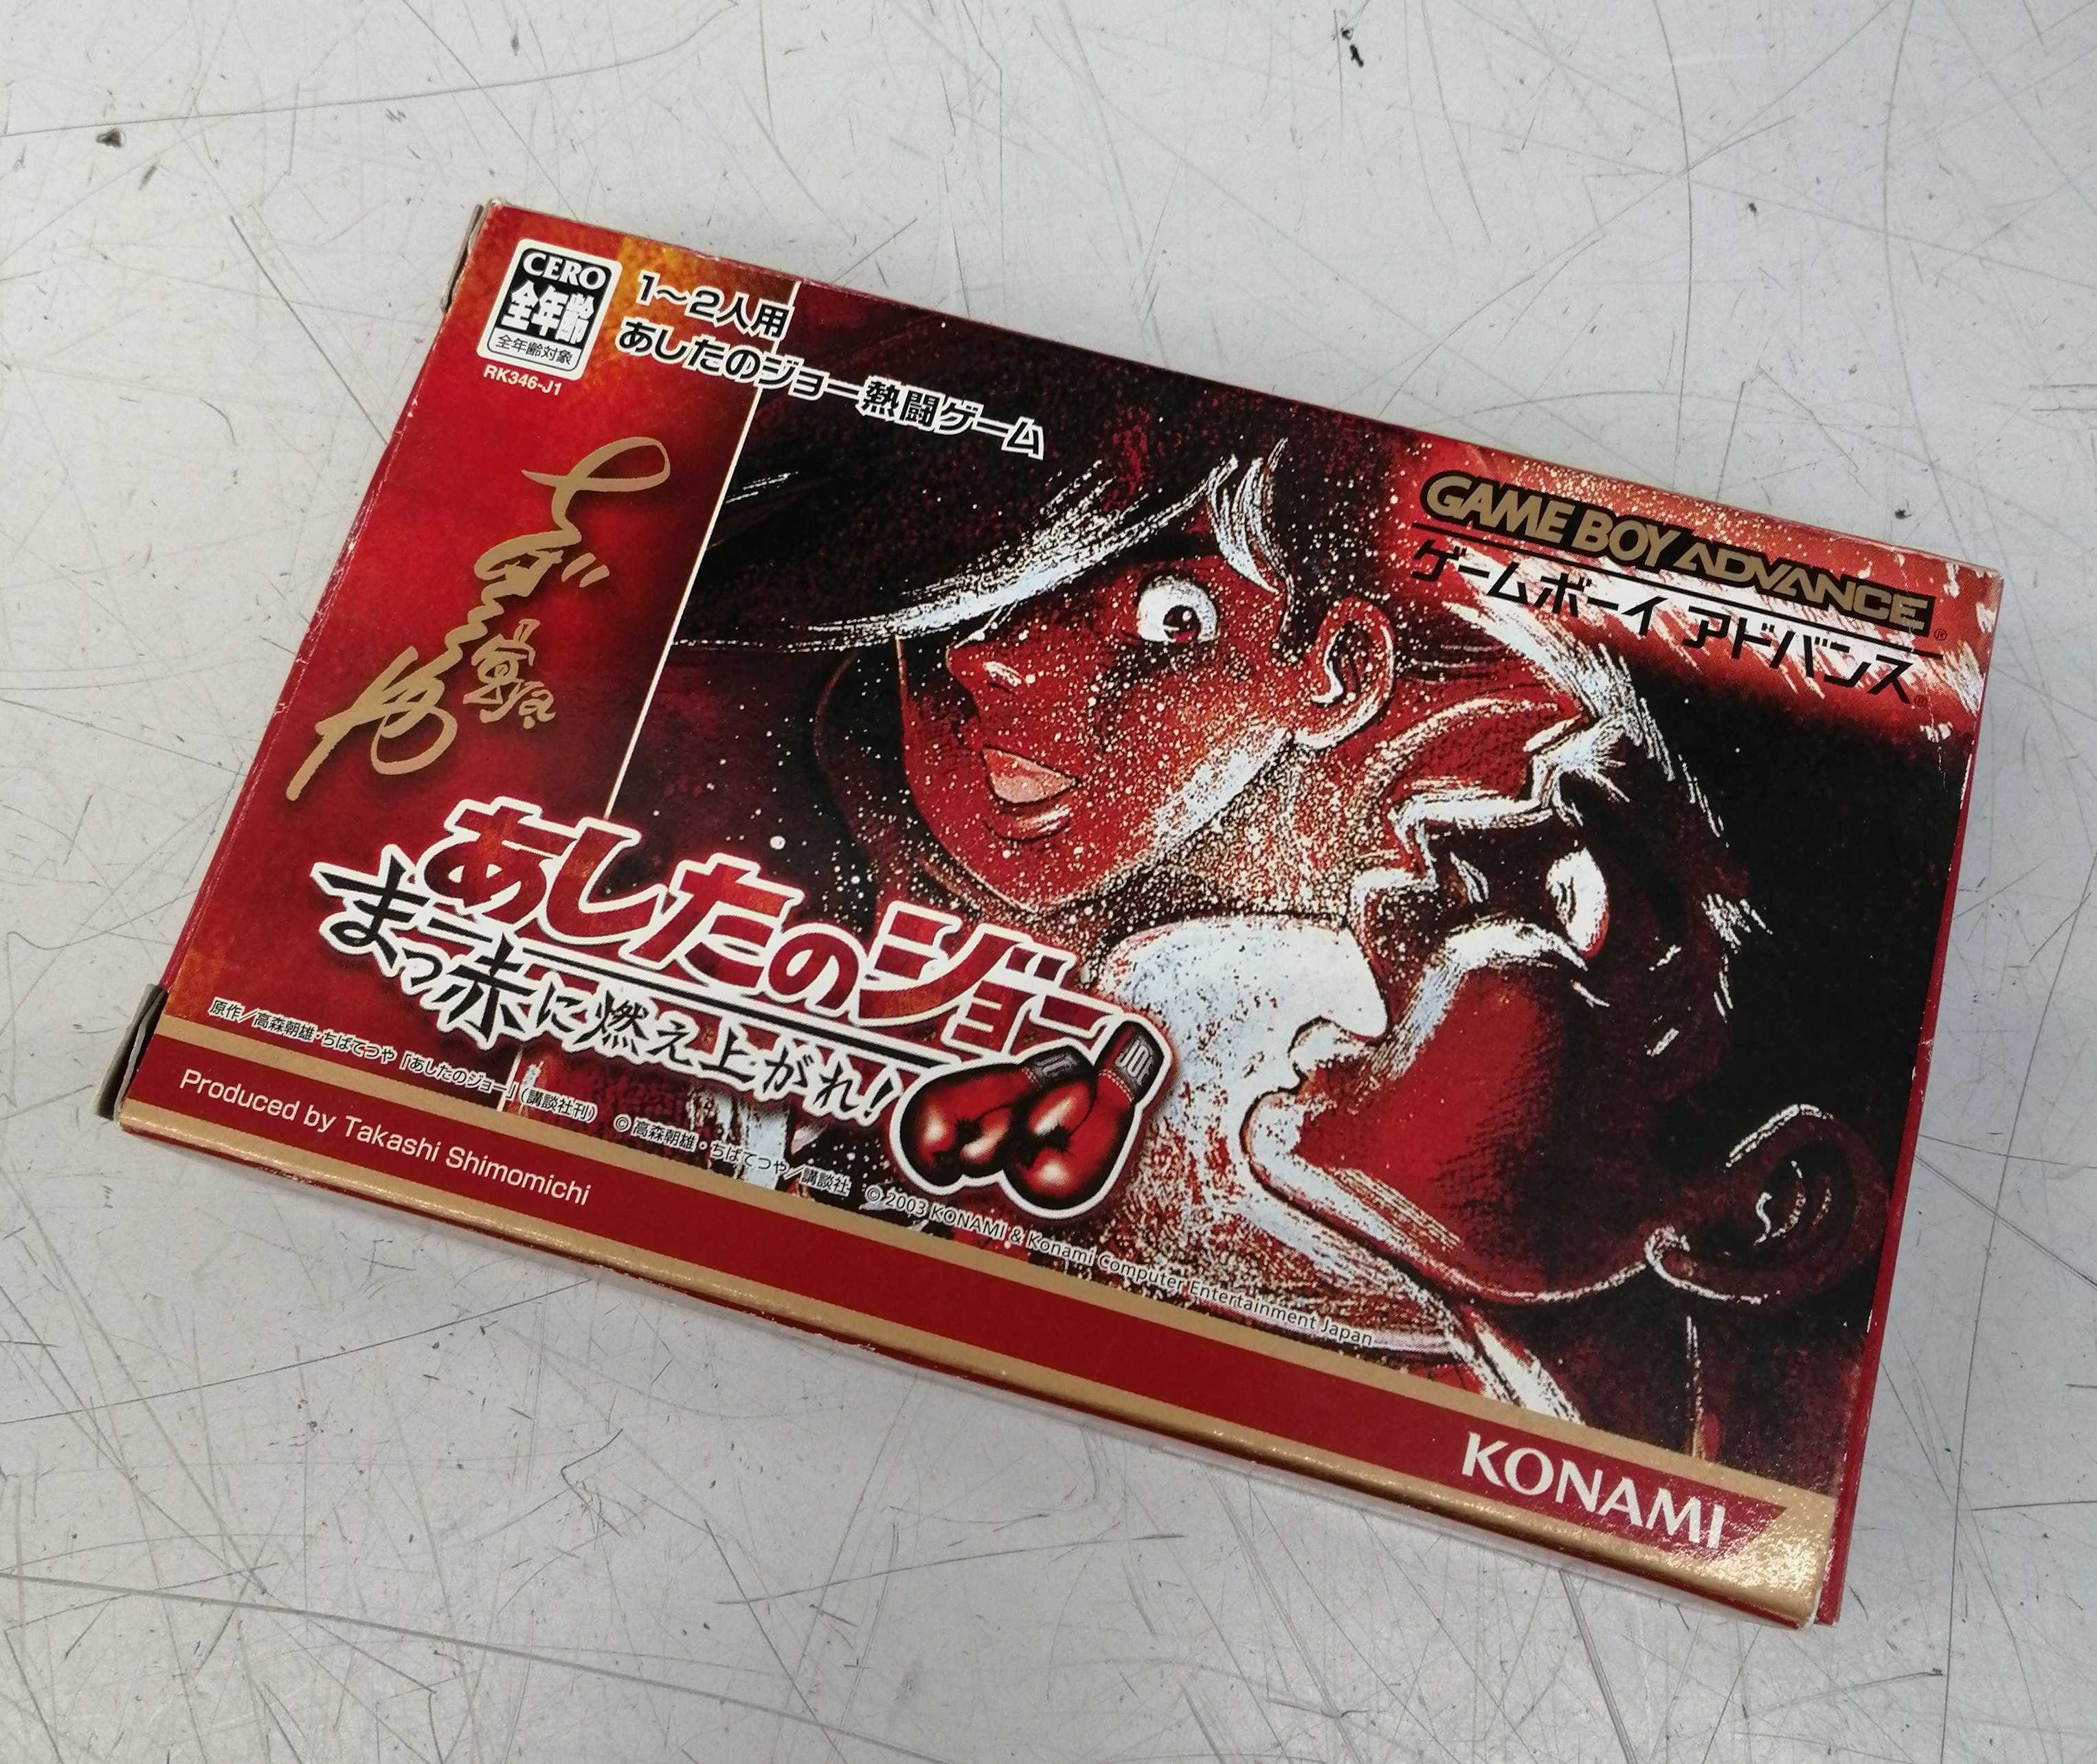 CERO
全年齢
全年齢対象
RK346-J1
1～2人用
あしたのジョー熱闘ゲーム
GAME BOY ADVANCE®
ゲームボーイ アドバンス®
あしたのジョー
まっ赤に燃え上がれ!
JOE
原作/高森朝雄・ちばてつや「あしたのジョー」(講談社刊) ©高森朝雄・ちばてつや/講談社 © 2003 KONAMI & Konami Computer Entertainment Japan
Produced by Takashi Shimomichi
KONAMI